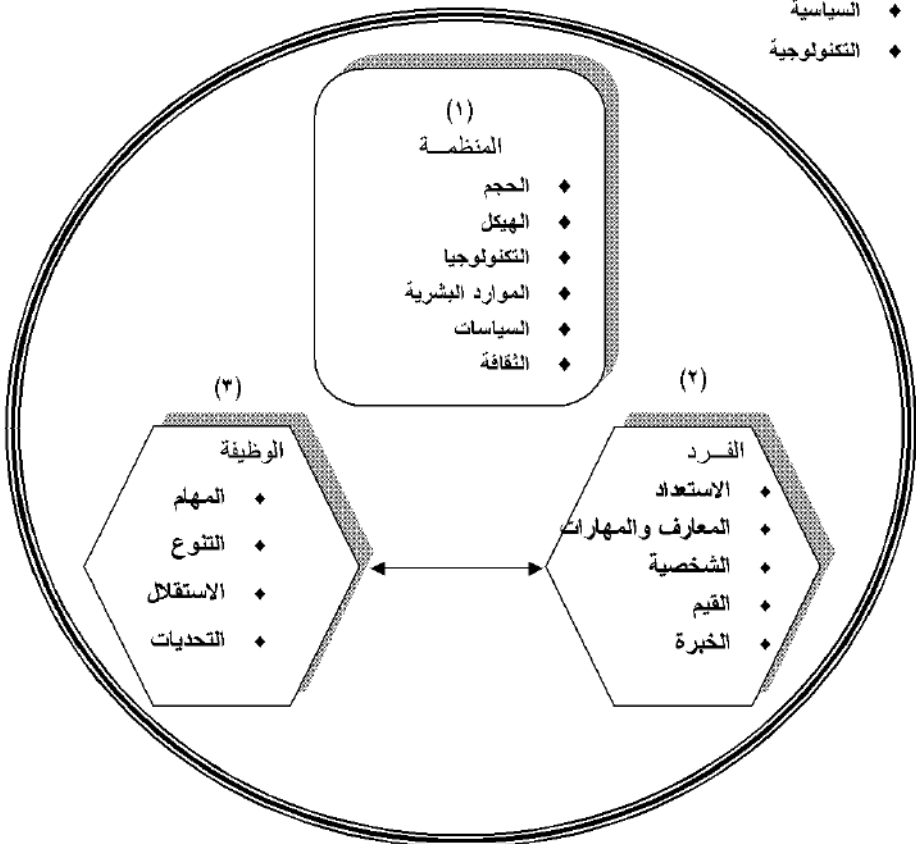 ♦ السياسية
♦ التكنولوجية
(١)
المنظمـــة
♦ الحجم
♦ الهيكل
♦ التكنولوجيا
♦ الموارد البشرية
♦ السياسات
♦ الثقافة
(٢)
الفـــرد
♦ الاستعداد
♦ المعارف والمهارات
♦ الشخصية
♦ القيم
♦ الخبرة
(٣)
الوظيفة
♦ المهام
♦ التنوع
♦ الاستقلال
♦ التحديات